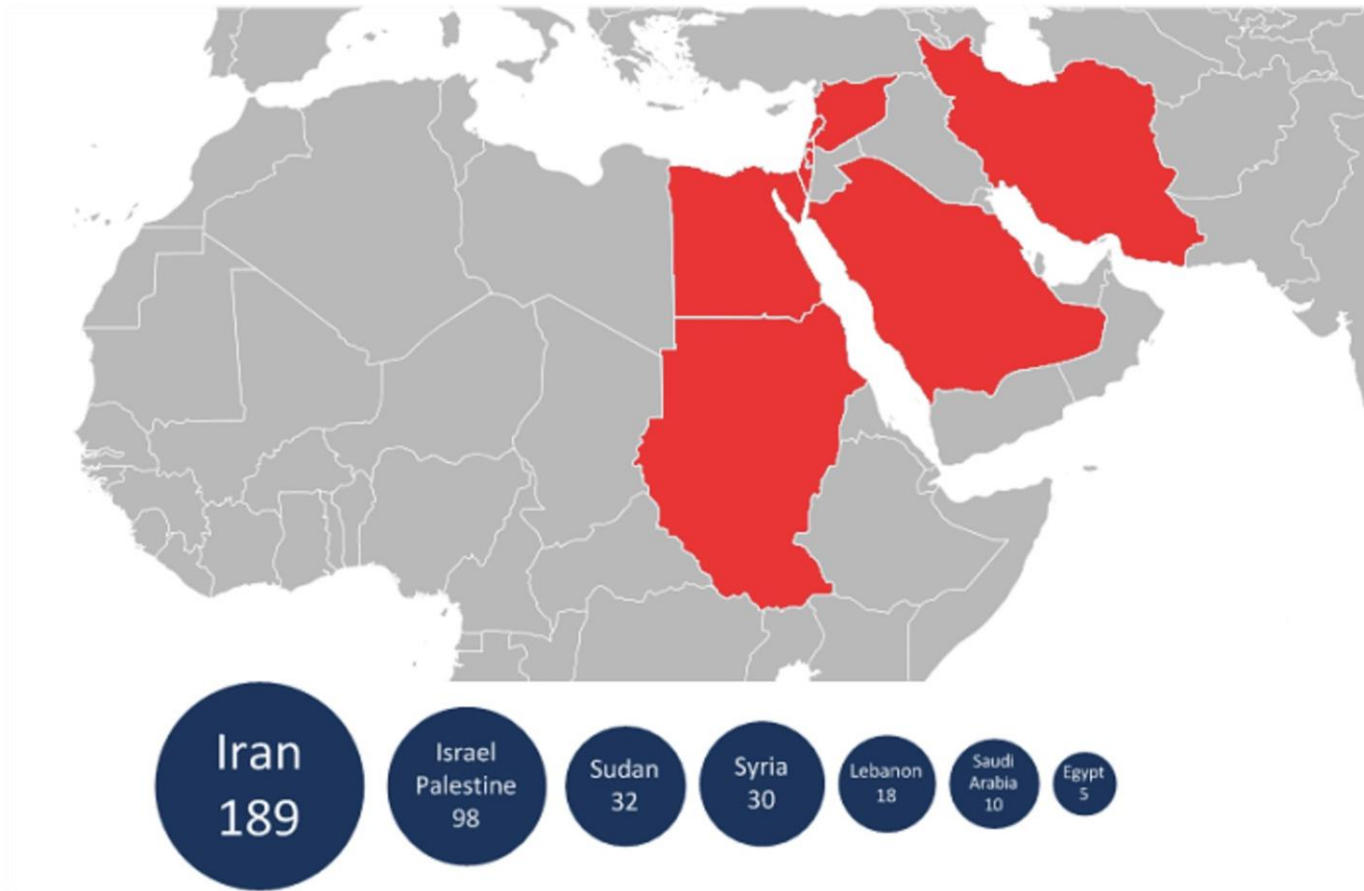 Iran
189
Israel
Palestine
98
Sudan
32
Syria
30
Lebanon
18
Saudi
Arabia
10
Egypt
5